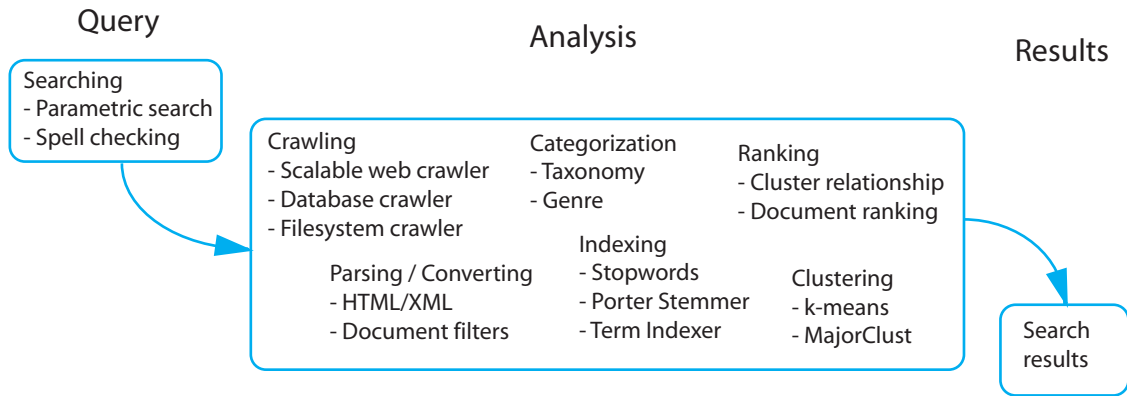 Query
Analysis
Results
Searching
- Parametric search
- Spell checking
Crawling
- Scalable web crawler
- Database crawler
- Filesystem crawler
Categorization
- Taxonomy
- Genre
Ranking
- Cluster relationship
- Document ranking
Parsing / Converting
- HTML/XML
- Document filters
Indexing
- Stopwords
- Porter Stemmer
- Term Indexer
Clustering
- k-means
- MajorClust
Search
results